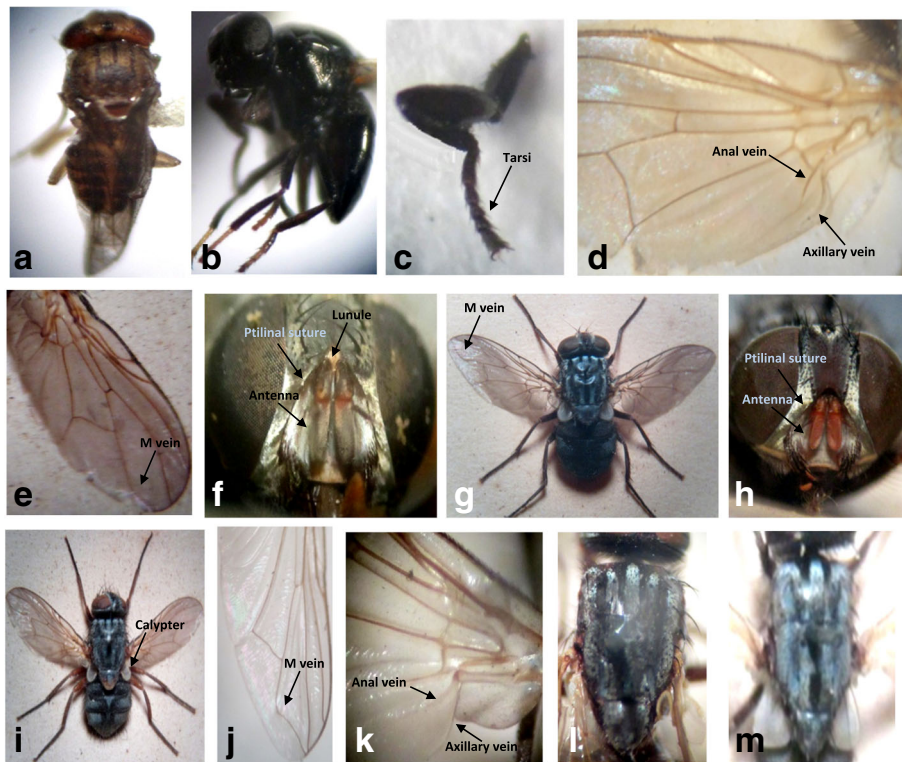 a
b
Tarsi
c
Anal vein
Axillary vein
d
M vein
e
Lunule
Ptilinal suture
Antenna
f
M vein
g
Ptilinal suture
Antenna
h
Calypter
i
M vein
j
Anal vein
Axillary vein
k
l
m